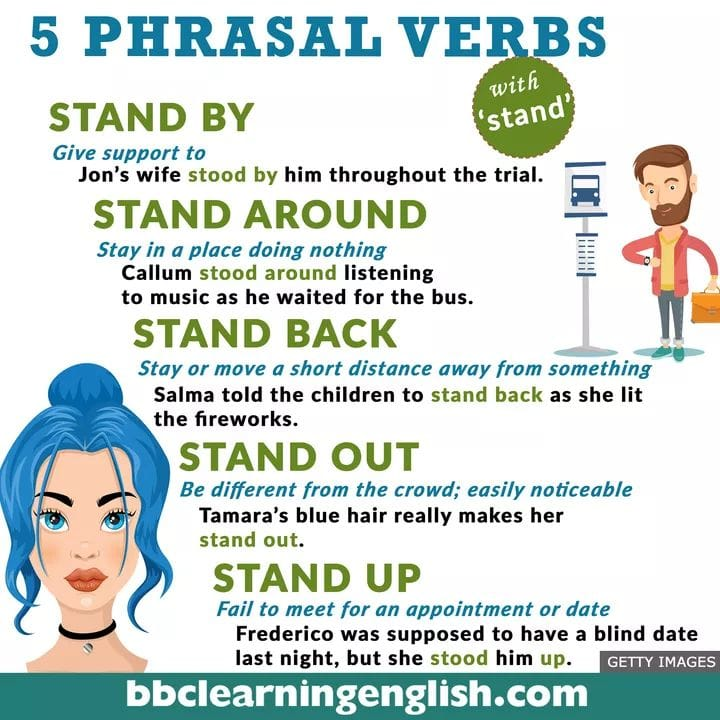 5 PHRASAL VERBS
with
‘stand’
STAND BY
Give support to
Jon’s wife stood by him throughout the trial.
STAND AROUND
Stay in a place doing nothing
Callum stood around listening
to music as he waited for the bus.
STAND BACK
Stay or move a short distance away from something
Salma told the children to stand back as she lit
the fireworks.
STAND OUT
Be different from the crowd; easily noticeable
Tamara’s blue hair really makes her
stand out.
STAND UP
Fail to meet for an appointment or date
Frederico was supposed to have a blind date
last night, but she stood him up.
GETTY IMAGES
bbclearningenglish.com